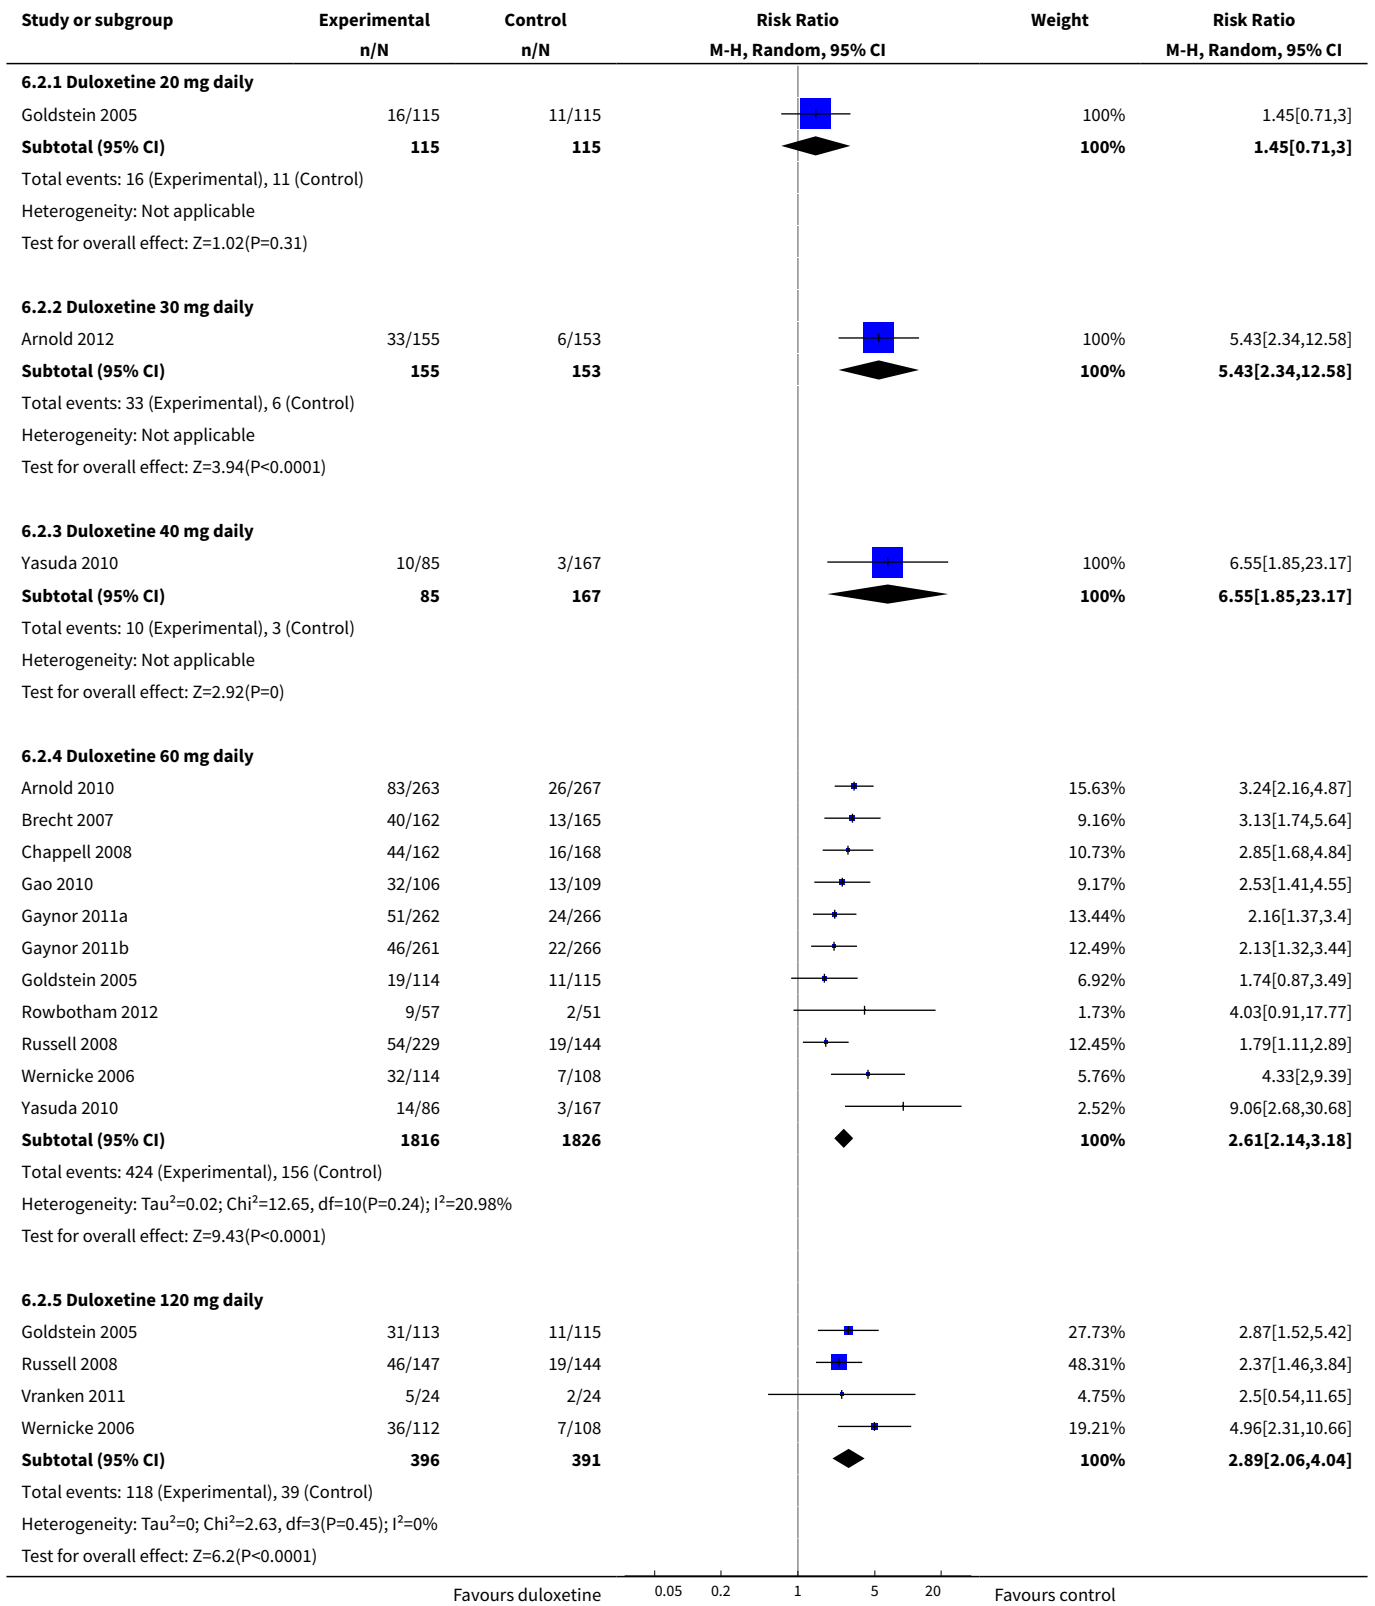 Study or subgroup Experimental Control Risk Ratio Weight Risk Ratio
n/N n/N M-H, Random, 95% CI M-H, Random, 95% CI
6.2.1 Duloxetine 20 mg daily
Goldstein 2005 16/115 11/115 100% 1.45[0.71,3]
Subtotal (95% CI) 115 115 100% 1.45[0.71,3]
Total events: 16 (Experimental), 11 (Control)
Heterogeneity: Not applicable
Test for overall effect: Z=1.02(P=0.31)
6.2.2 Duloxetine 30 mg daily
Arnold 2012 33/155 6/153 100% 5.43[2.34,12.58]
Subtotal (95% CI) 155 153 100% 5.43[2.34,12.58]
Total events: 33 (Experimental), 6 (Control)
Heterogeneity: Not applicable
Test for overall effect: Z=3.94(P<0.0001)
6.2.3 Duloxetine 40 mg daily
Yasuda 2010 10/85 3/167 100% 6.55[1.85,23.17]
Subtotal (95% CI) 85 167 100% 6.55[1.85,23.17]
Total events: 10 (Experimental), 3 (Control)
Heterogeneity: Not applicable
Test for overall effect: Z=2.92(P=0)
6.2.4 Duloxetine 60 mg daily
Arnold 2010 83/263 26/267 15.63% 3.24[2.16,4.87]
Brecht 2007 40/162 13/165 9.16% 3.13[1.74,5.64]
Chappell 2008 44/162 16/168 10.73% 2.85[1.68,4.84]
Gao 2010 32/106 13/109 9.17% 2.53[1.41,4.55]
Gaynor 2011a 51/262 24/266 13.44% 2.16[1.37,3.4]
Gaynor 2011b 46/261 22/266 12.49% 2.13[1.32,3.44]
Goldstein 2005 19/114 11/115 6.92% 1.74[0.87,3.49]
Rowbotham 2012 9/57 2/51 1.73% 4.03[0.91,17.77]
Russell 2008 54/229 19/144 12.45% 1.79[1.11,2.89]
Wernicke 2006 32/114 7/108 5.76% 4.33[2,9.39]
Yasuda 2010 14/86 3/167 2.52% 9.06[2.68,30.68]
Subtotal (95% CI) 1816 1826 100% 2.61[2.14,3.18]
Total events: 424 (Experimental), 156 (Control)
Heterogeneity: Tau²=0.02; Chi²=12.65, df=10(P=0.24); I²=20.98%
Test for overall effect: Z=9.43(P<0.0001)
6.2.5 Duloxetine 120 mg daily
Goldstein 2005 31/113 11/115 27.73% 2.87[1.52,5.42]
Russell 2008 46/147 19/144 48.31% 2.37[1.46,3.84]
Vranken 2011 5/24 2/24 4.75% 2.5[0.54,11.65]
Wernicke 2006 36/112 7/108 19.21% 4.96[2.31,10.66]
Subtotal (95% CI) 396 391 100% 2.89[2.06,4.04]
Total events: 118 (Experimental), 39 (Control)
Heterogeneity: Tau²=0; Chi²=2.63, df=3(P=0.45); I²=0%
Test for overall effect: Z=6.2(P<0.0001)
Favours duloxetine 0.05 0.2 1 5 20 Favours control